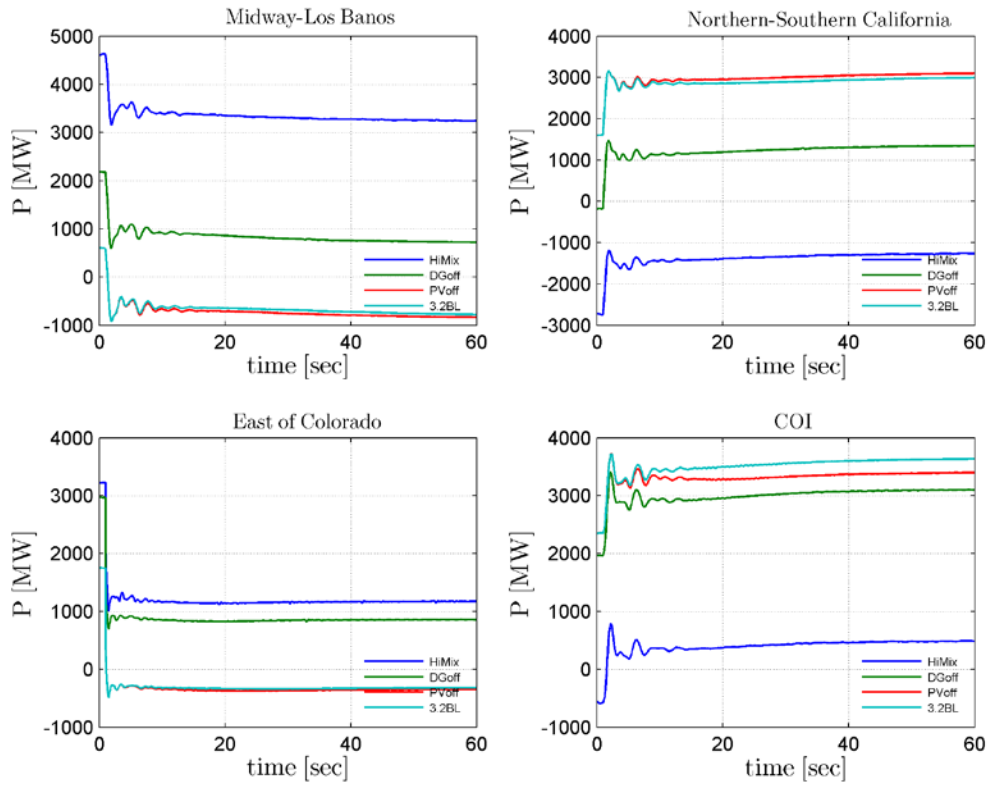 Midway-Los Banos
5000
4000
3000
2000
1000
0
-1000
P [MW]
HiMix
DGoff
PVoff
3.2BL
0
20
40
60
time [sec]
Northern-Southern California
4000
3000
2000
1000
0
-1000
-2000
-3000
P [MW]
HiMix
DGoff
PVoff
3.2BL
0
20
40
60
time [sec]
East of Colorado
4000
3000
2000
1000
0
-1000
P [MW]
HiMix
DGoff
PVoff
3.2BL
0
20
40
60
time [sec]
COI
4000
3000
2000
1000
0
-1000
P [MW]
HiMix
DGoff
PVoff
3.2BL
0
20
40
60
time [sec]